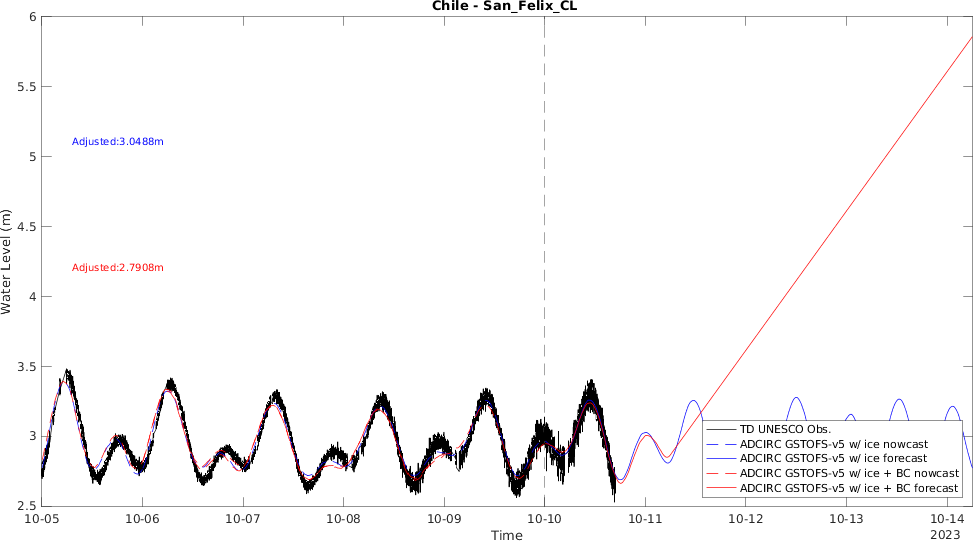 Chile - San_Felix_CL
6
5.5
5
4.5
4
3.5
3
2.5
Water Level (m)
Adjusted:3.0488m
Adjusted:2.7908m
TD UNESCO Obs.
ADCIRC GSTOFS-v5 w/ ice nowcast
ADCIRC GSTOFS-v5 w/ ice forecast
ADCIRC GSTOFS-v5 w/ ice + BC nowcast
ADCIRC GSTOFS-v5 w/ ice + BC forecast
10-05 10-06 10-07 10-08 10-09 10-10 10-11 10-12 10-13 10-14
2023
Time